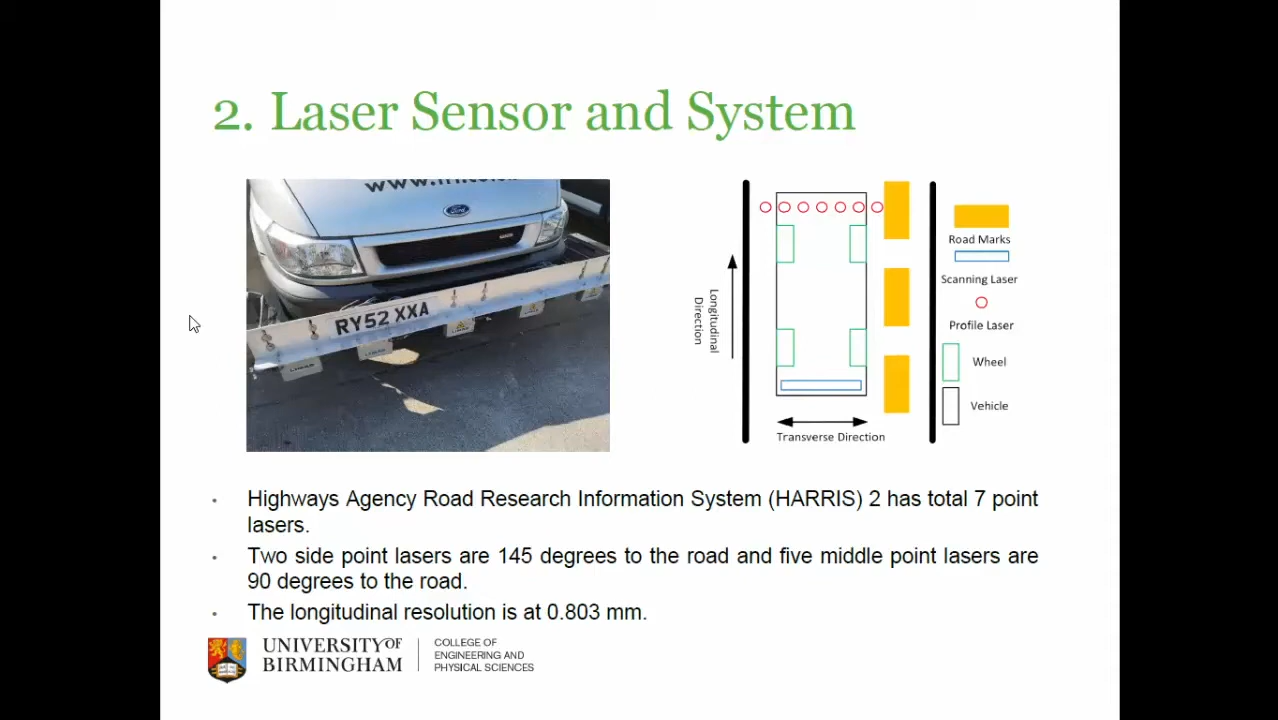 2. Laser Sensor and System
RY52 XXA
Ford
Longitudinal
Direction
Transverse Direction
Road Marks
Scanning Laser
Profile Laser
Wheel
Vehicle
• Highways Agency Road Research Information System (HARRIS) 2 has total 7 point
lasers.
• Two side point lasers are 145 degrees to the road and five middle point lasers are
90 degrees to the road.
• The longitudinal resolution is at 0.803 mm.
UNIVERSITY OF
BIRMINGHAM
COLLEGE OF
ENGINEERING AND
PHYSICAL SCIENCES